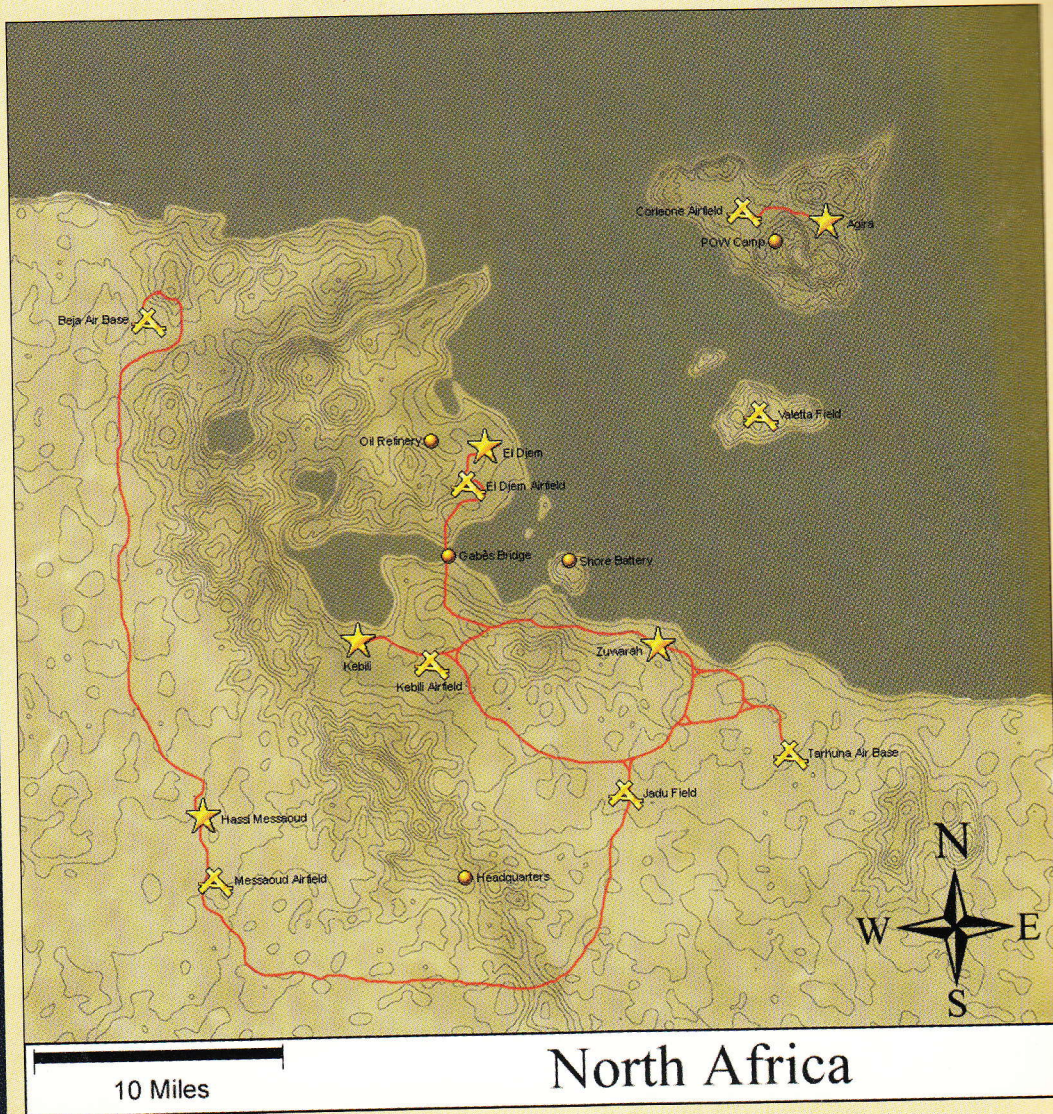 Corleone Airfield
Agira
POW Camp
Beja Air Base
Valetta Field
Oil Refinery
El Djem
El Djem Airfield
Gabès Bridge
Shore Battery
Zuwarah
Kebili
Kebili Airfield
Tarhuna Air Base
Jadu Field
Hassi Messaoud
Messaoud Airfield
Headquarters
N
W
E
S
10 Miles
North Africa